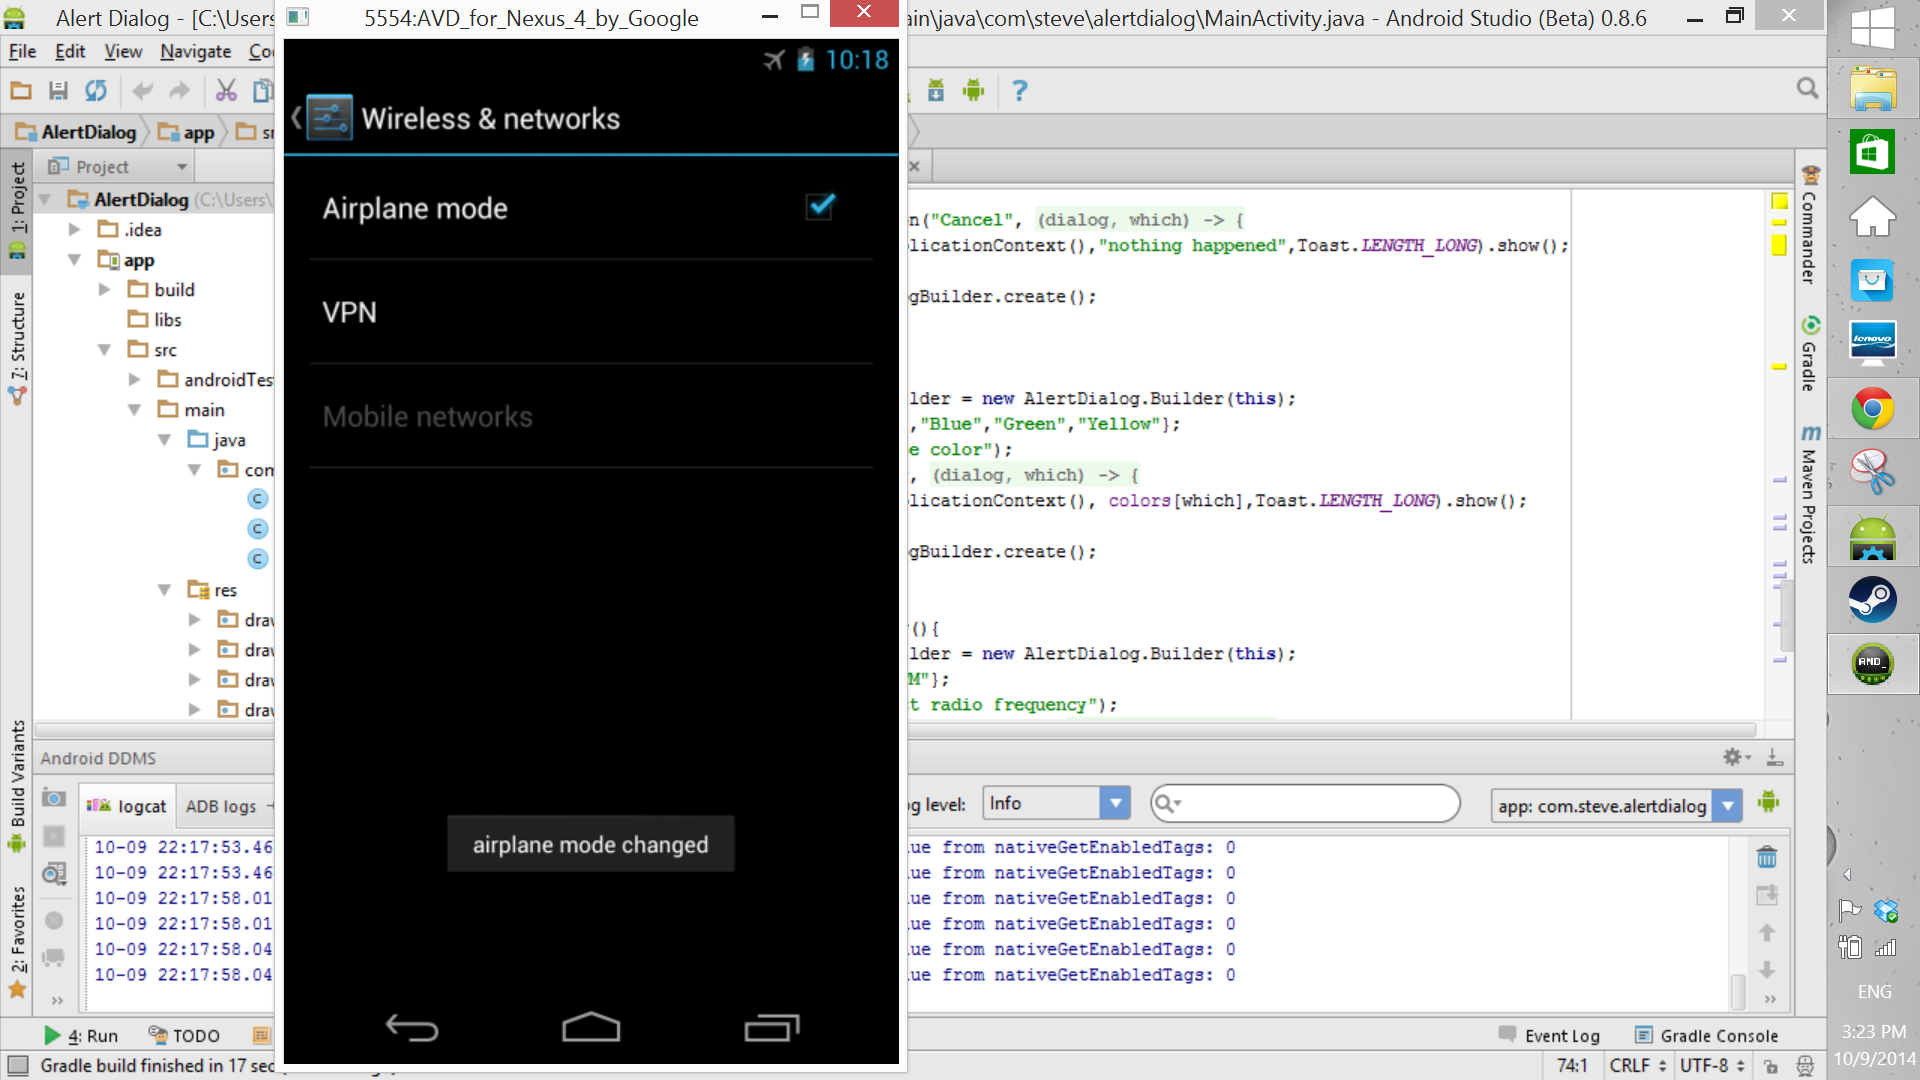 Alert Dialog - [C:\Users
5554:AVD_for_Nexus_4_by_Google
ain\java\com\steve\alertdialog\MainActivity.java - Android Studio (Beta) 0.8.6
File Edit View Navigate
10:18
Wireless & networks
AlertDialog app
Project
1: Project
AlertDialog (C:\Users\
.idea
app
build
libs
src
androidTes
main
java
com
res
draw
draw
draw
draw
7: Structure
Build Variants
2: Favorites
Airplane mode
VPN
Mobile networks
airplane mode changed
n("Cancel", (dialog, which) -> {
licationContext(),"nothing happened",Toast.LENGTH_LONG).show();
gBuilder.create();
lder = new AlertDialog.Builder(this);
,"Blue","Green","Yellow"};
e color");
, (dialog, which) -> {
licationContext(), colors[which],Toast.LENGTH_LONG).show();
gBuilder.create();
(){
lder = new AlertDialog.Builder(this);
M"};
t radio frequency");
Commander
Gradle
m Maven Projects
lenovo
AND_
Android DDMS
logcat ADB logs
g level: Info
app: com.steve.alertdialog
10-09 22:17:53.46
10-09 22:17:53.46
10-09 22:17:58.01
10-09 22:17:58.01
10-09 22:17:58.04
10-09 22:17:58.04
ue from nativeGetEnabledTags: 0
ue from nativeGetEnabledTags: 0
ue from nativeGetEnabledTags: 0
ue from nativeGetEnabledTags: 0
ue from nativeGetEnabledTags: 0
ue from nativeGetEnabledTags: 0
4: Run TODO
Event Log Gradle Console
Gradle build finished in 17 sec
74:1 CRLF UTF-8
ENG
3:23 PM
10/9/2014